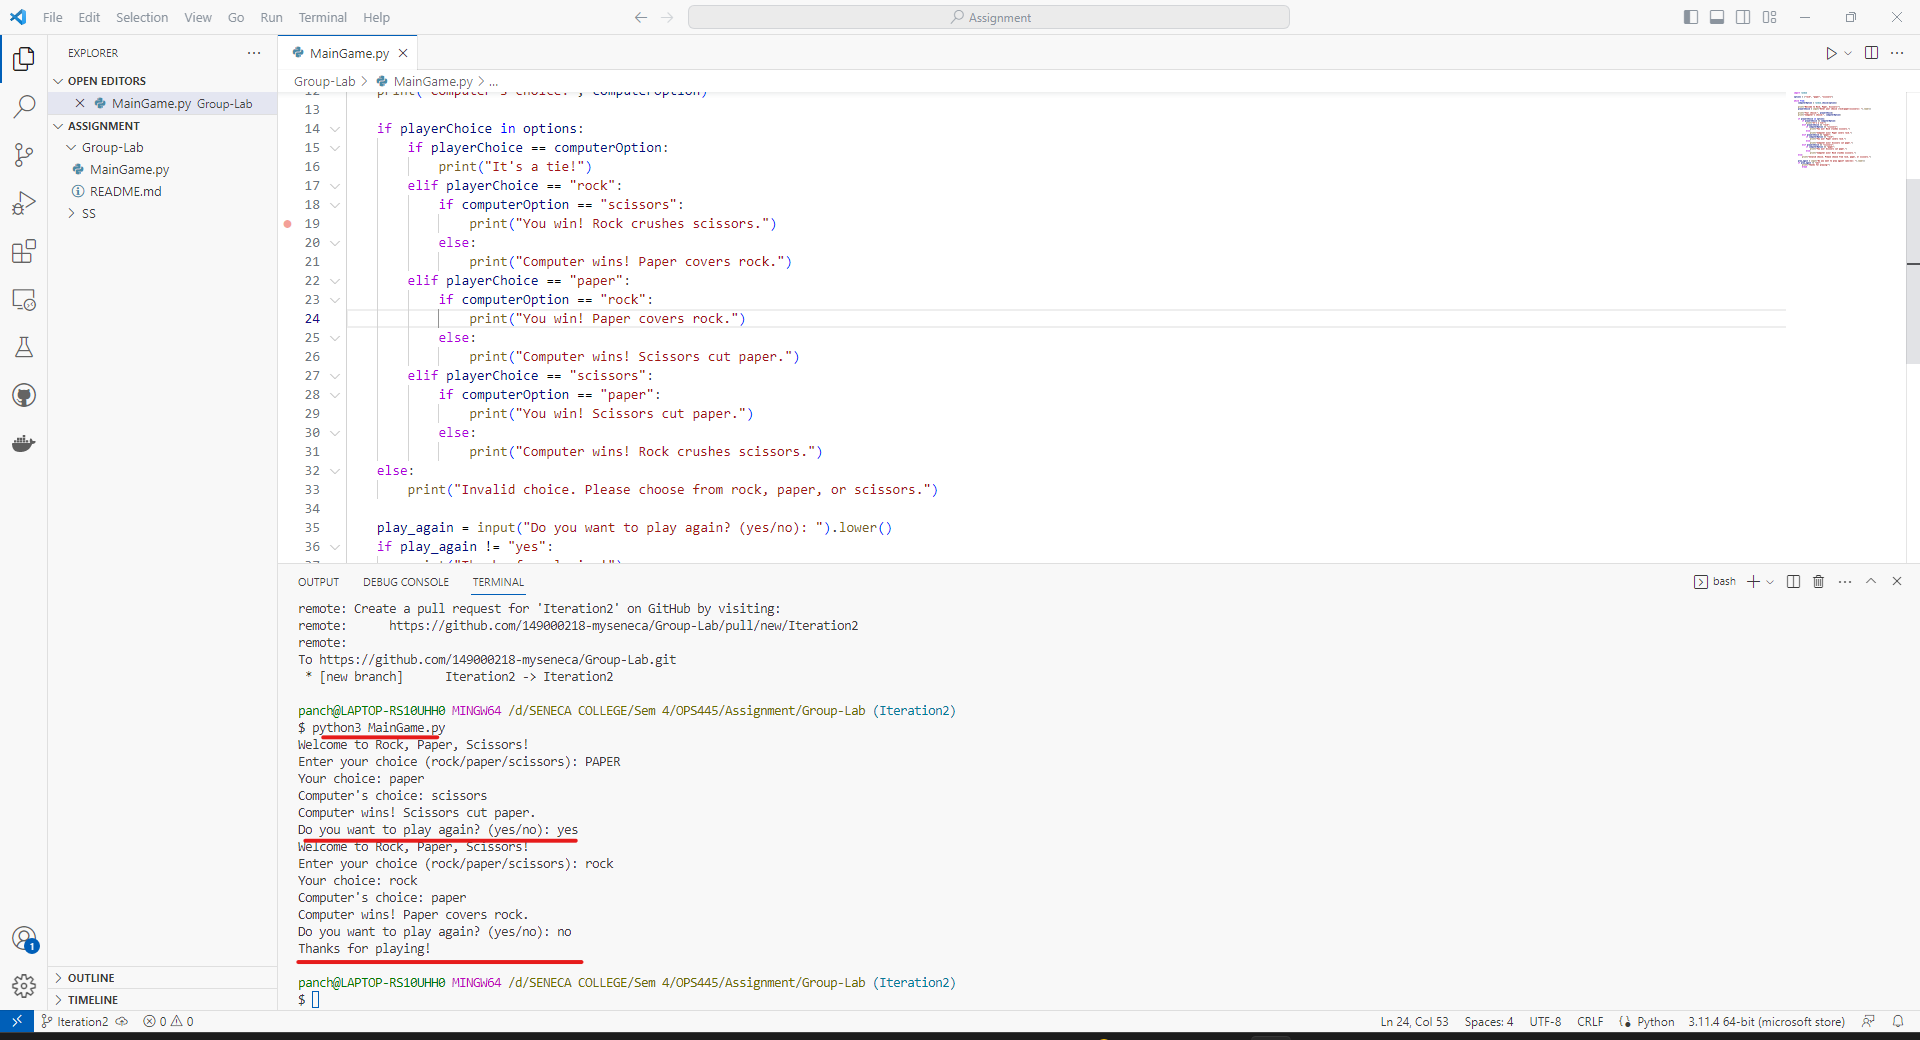 File Edit Selection View Go Run Terminal Help
Assignment
EXPLORER
OPEN EDITORS
MainGame.py Group-Lab
ASSIGNMENT
Group-Lab
MainGame.py
README.md
SS
OUTLINE
TIMELINE
MainGame.py
Group-Lab > MainGame.py > ...
12 print("Computer's choice:", computerOption)
13
14 if playerChoice in options:
15 if playerChoice == computerOption:
16 print("It's a tie!")
17 elif playerChoice == "rock":
18 if computerOption == "scissors":
19 print("You win! Rock crushes scissors.")
20 else:
21 print("Computer wins! Paper covers rock.")
22 elif playerChoice == "paper":
23 if computerOption == "rock":
24 print("You win! Paper covers rock.")
25 else:
26 print("Computer wins! Scissors cut paper.")
27 elif playerChoice == "scissors":
28 if computerOption == "paper":
29 print("You win! Scissors cut paper.")
30 else:
31 print("Computer wins! Rock crushes scissors.")
32 else:
33 print("Invalid choice. Please choose from rock, paper, or scissors.")
34
35 play_again = input("Do you want to play again? (yes/no): ").lower()
36 if play_again != "yes":
37 print("Thanks for playing!")
OUTPUT DEBUG CONSOLE TERMINAL
bash
remote: Create a pull request for 'Iteration2' on GitHub by visiting:
remote: https://github.com/149000218-myseneca/Group-Lab/pull/new/Iteration2
remote:
To https://github.com/149000218-myseneca/Group-Lab.git
* [new branch] Iteration2 -> Iteration2
panch@LAPTOP-RS10UHH0 MINGW64 /d/SENECA COLLEGE/Sem 4/OPS445/Assignment/Group-Lab (Iteration2)
$ python3 MainGame.py
Welcome to Rock, Paper, Scissors!
Enter your choice (rock/paper/scissors): PAPER
Your choice: paper
Computer's choice: scissors
Computer wins! Scissors cut paper.
Do you want to play again? (yes/no): yes
Welcome to Rock, Paper, Scissors!
Enter your choice (rock/paper/scissors): rock
Your choice: rock
Computer's choice: paper
Computer wins! Paper covers rock.
Do you want to play again? (yes/no): no
Thanks for playing!
panch@LAPTOP-RS10UHH0 MINGW64 /d/SENECA COLLEGE/Sem 4/OPS445/Assignment/Group-Lab (Iteration2)
$
1
Iteration2 0 0 Ln 24, Col 53 Spaces: 4 UTF-8 CRLF Python 3.11.4 64-bit (microsoft store)